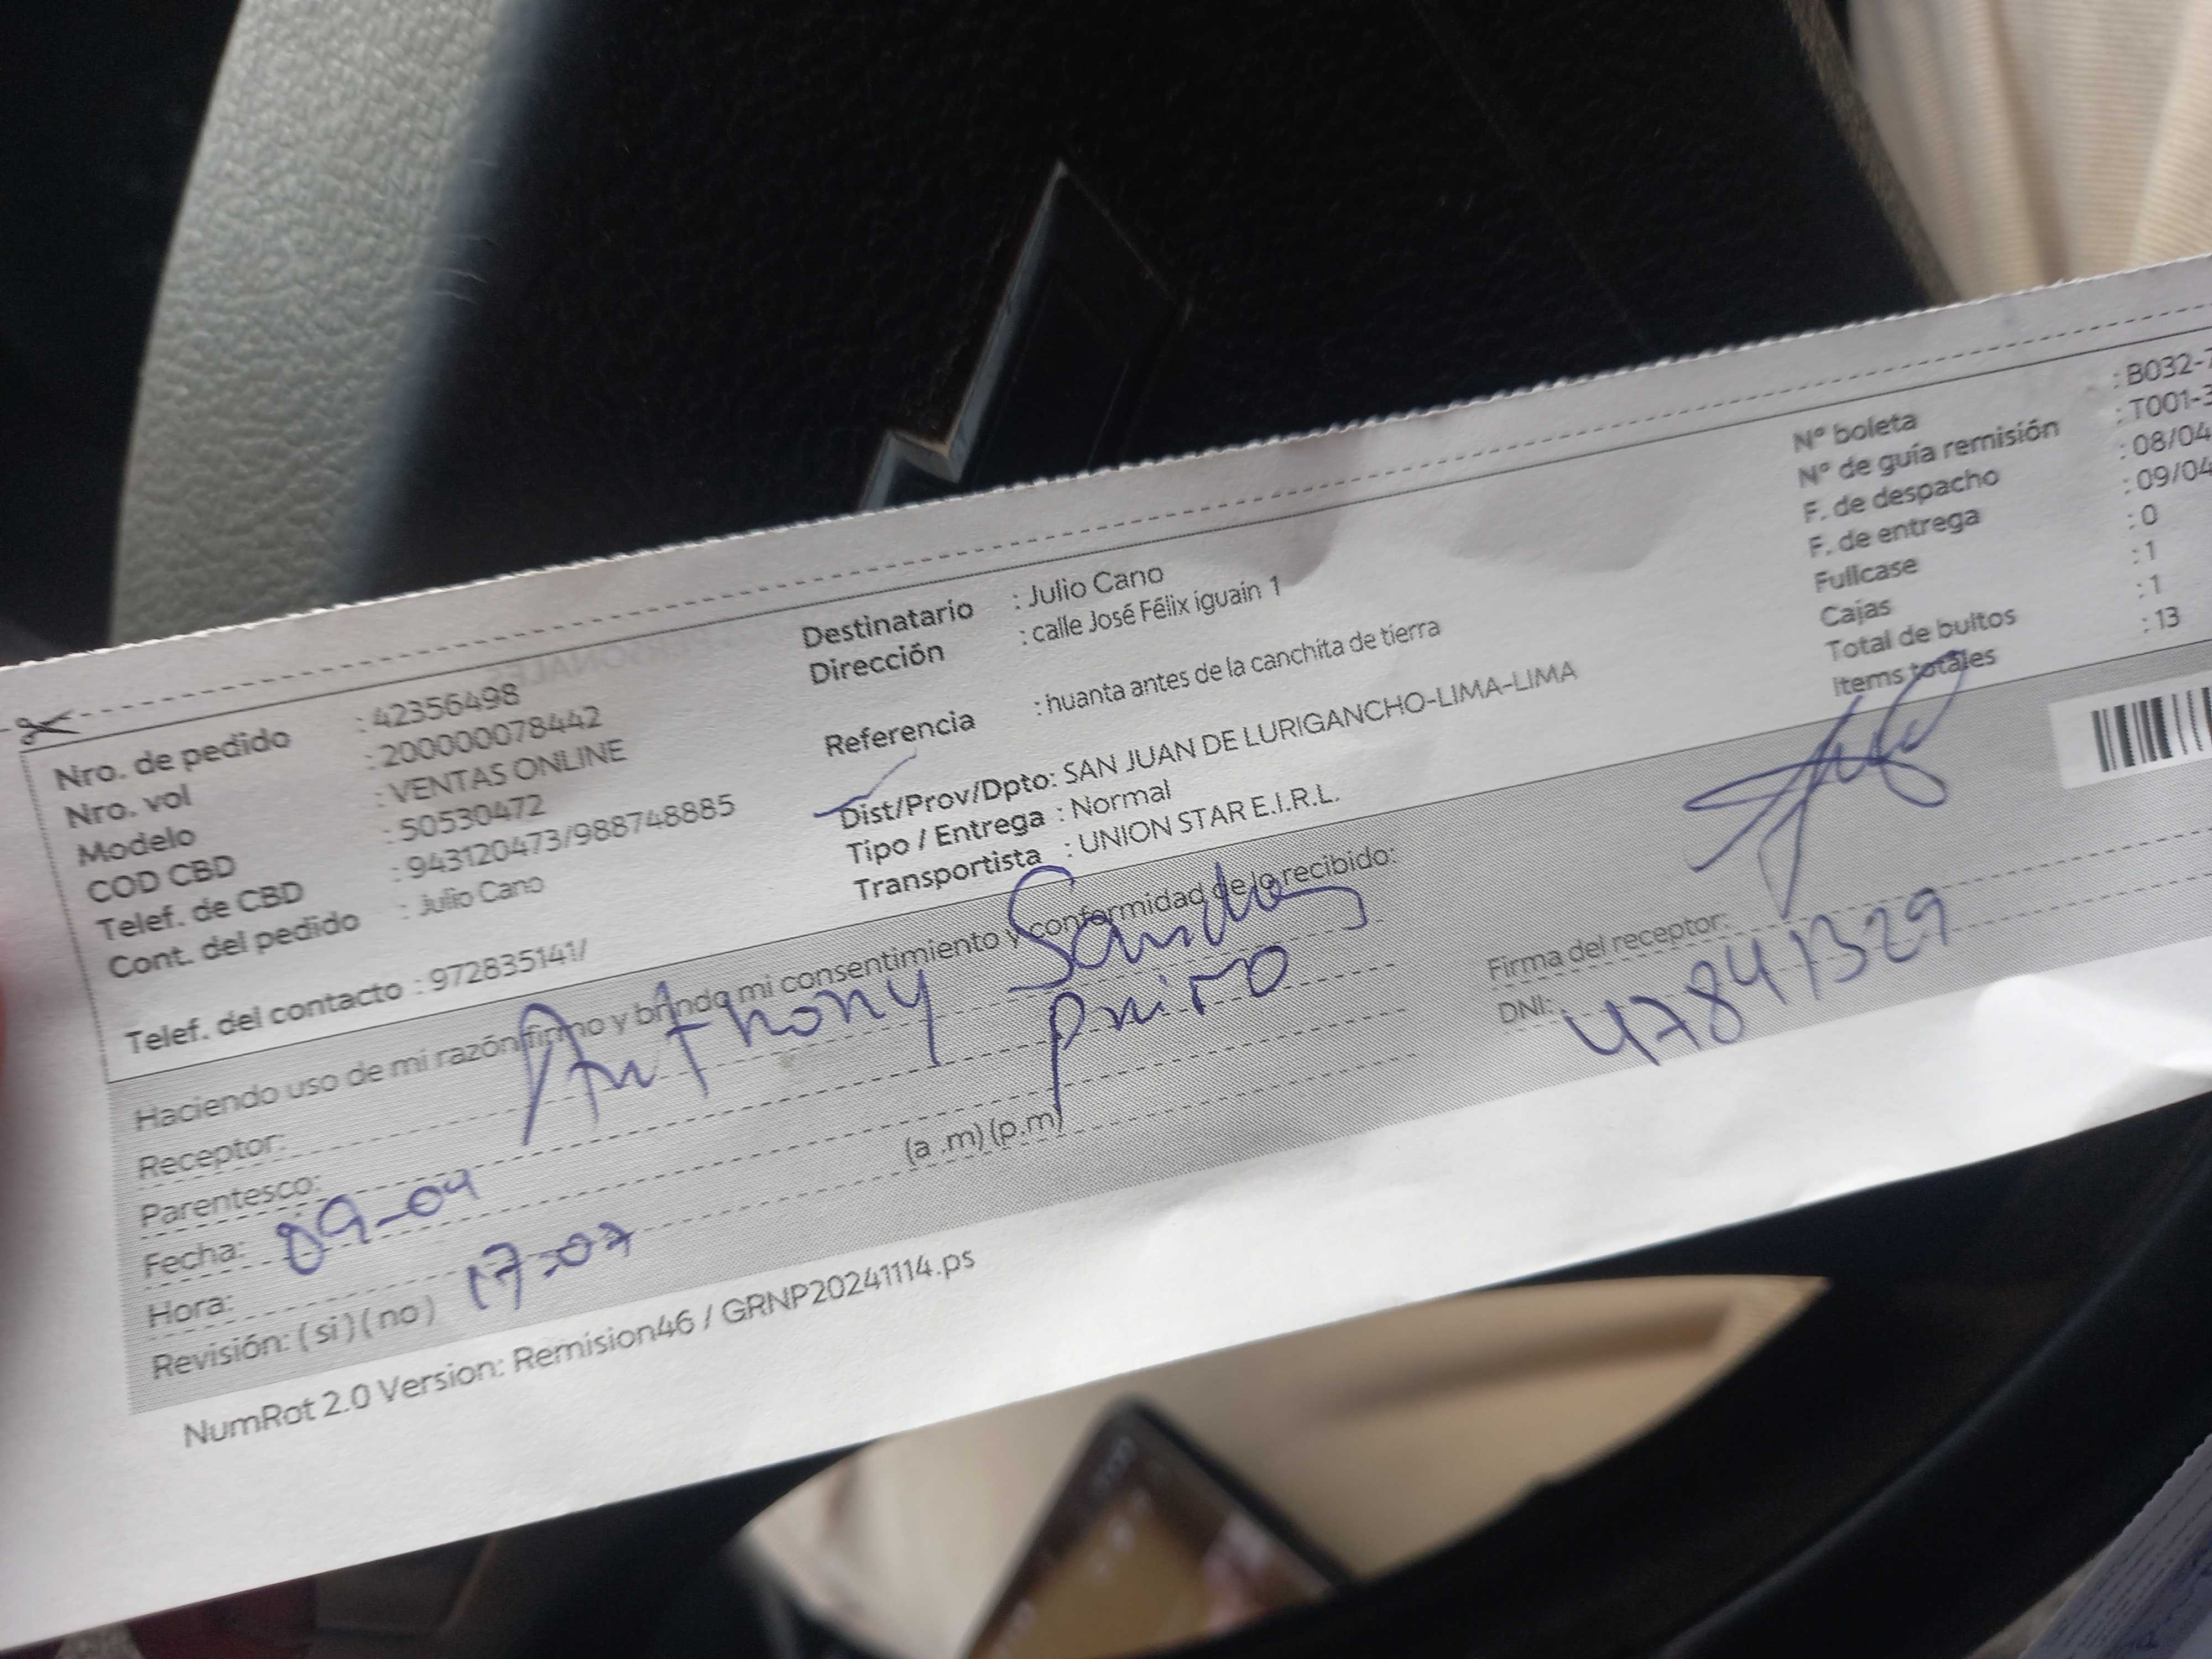 Nro. de pedido : 42356498
Nro. vol : 200000078442
Modelo : VENTAS ONLINE
COD CBD : 50530472
Telef. de CBD : 943120473/988748885
Cont. del pedido : Julio Cano
Telef. del contacto : 972835141/
Destinatario : Julio Cano
Dirección : calle José Félix iguain 1
Referencia : huanta antes de la canchita de tierra
Dist/Prov/Dpto: SAN JUAN DE LURIGANCHO-LIMA-LIMA
Tipo / Entrega : Normal
Transportista : UNION STAR E.I.R.L.
N° boleta : B032-
N° de guía remisión : T001-3
F. de despacho : 08/04
F. de entrega : 09/04
Fullcase : 0
Cajas : 1
Total de bultos : 1
Items totales : 13
Haciendo uso de mi razón firmo y brindo mi consentimiento y conformidad de lo recibido:
Receptor: Anthony
Parentesco:
Fecha: 09-04
Hora: 17:07
(a .m) (p.m)
Revisión: ( si ) ( no )
Firma del receptor:
DNI: 47841329
NumRot 2.0 Version: Remision46 / GRNP20241114.ps